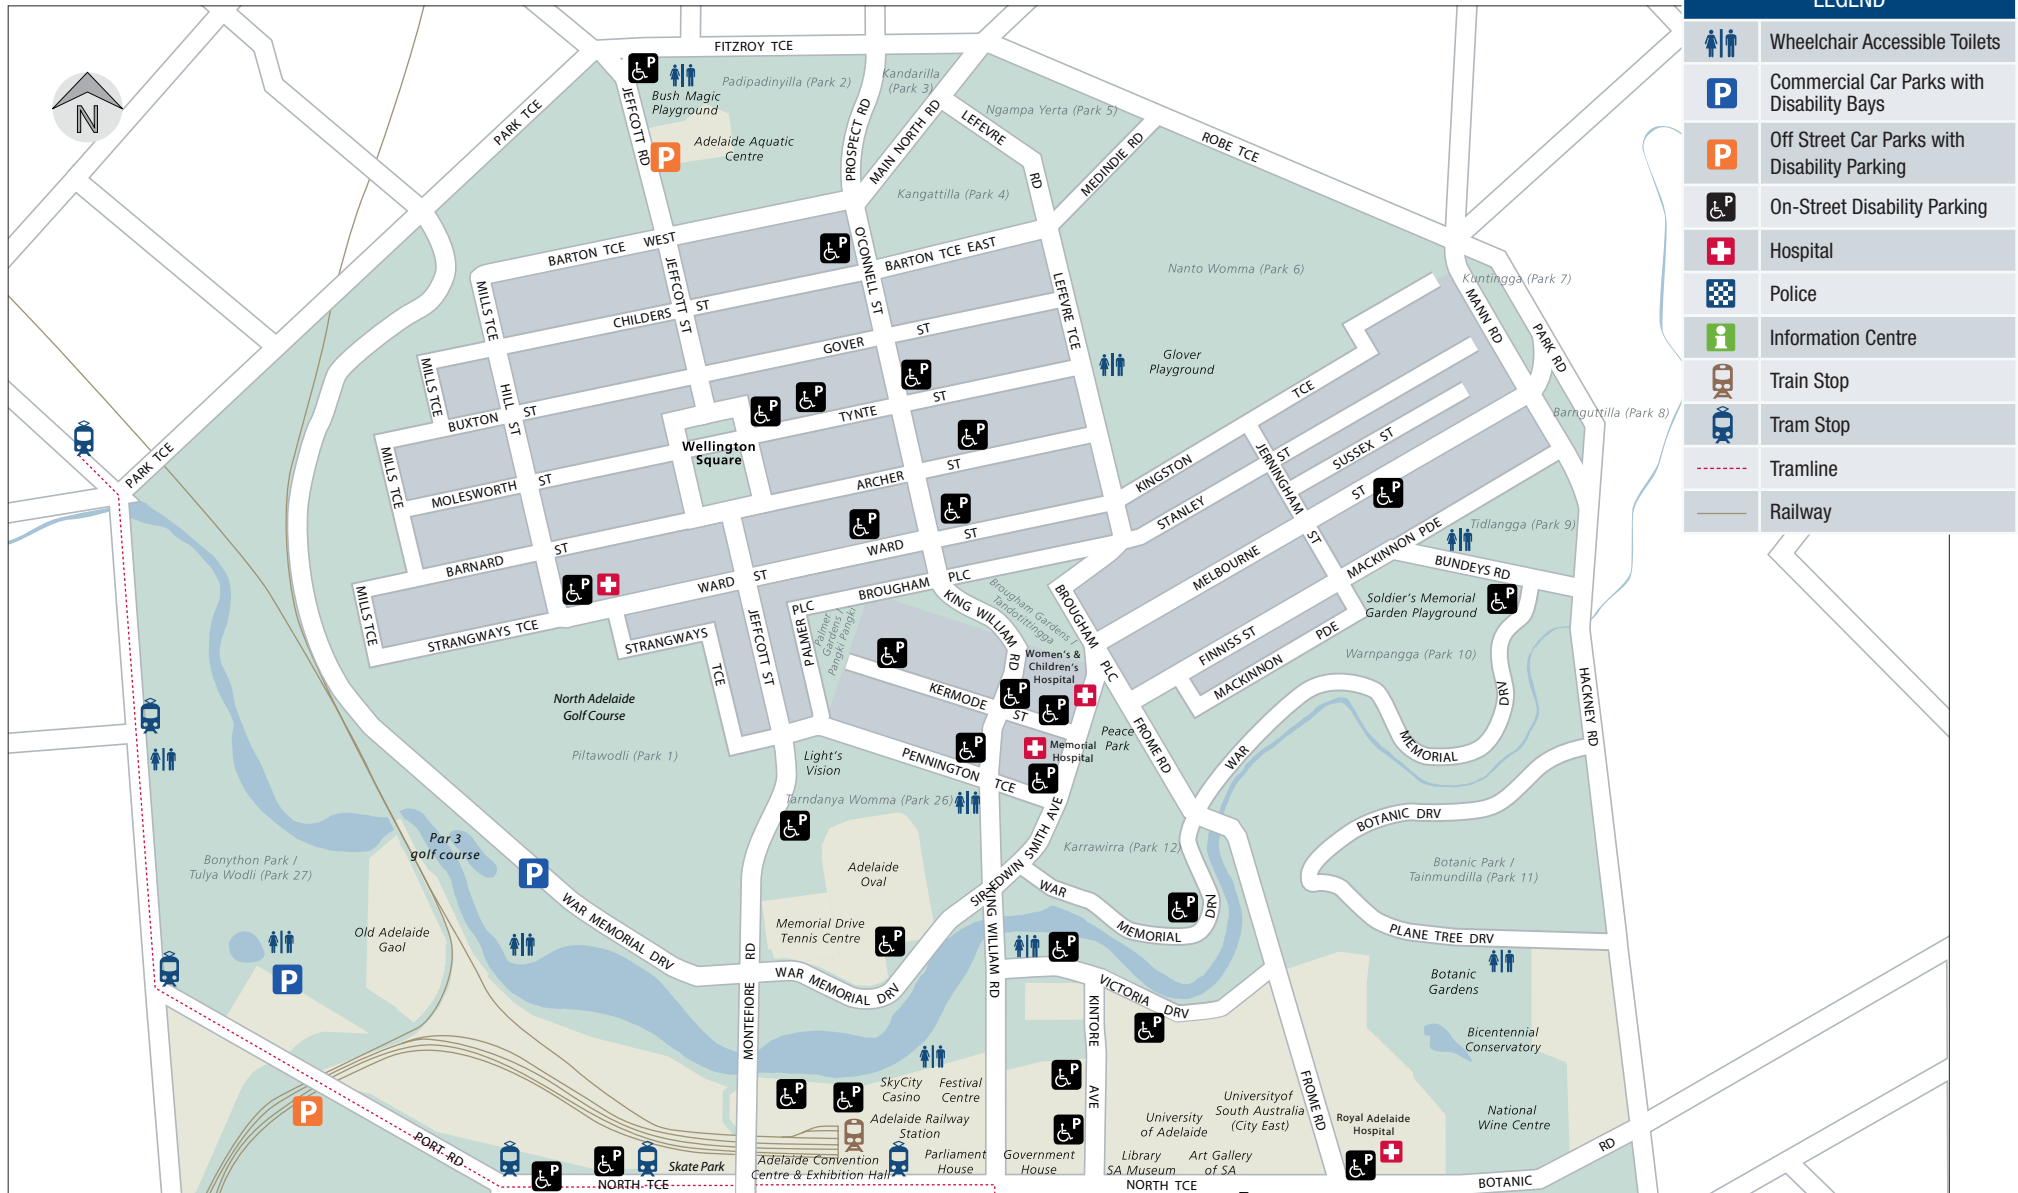 LEGEND
Wheelchair Accessible Toilets
P
Commercial Car Parks with
Disability Bays
P
Off Street Car Parks with
Disability Parking
P
On-Street Disability Parking
Hospital
Police
i
Information Centre
Train Stop
Tram Stop
Tramline
Railway
N
FITZROY TCE
PARK TCE
JEFFCOTT RD
Bush Magic
Playground
Padipadinyilla (Park 2)
Kandarilla
(Park 3)
Adelaide Aquatic
Centre
PROSPECT RD
MAIN NORTH RD
LEFEVRE
RD
Ngampa Yerta (Park 5)
MEDINDIE RD
ROBE TCE
Kangattilla (Park 4)
BARTON TCE WEST
O'CONNELL ST
BARTON TCE EAST
Nanto Womma (Park 6)
Kuntingga (Park 7)
MANN RD
PARK RD
MILLS TCE
JEFFCOTT ST
CHILDERS ST
LEFEVRE TCE
GOVER ST
Glover
Playground
MILLS TCE
HILL ST
BUXTON ST
TYNTE ST
KINGSTON TCE
Barnguttilla (Park 8)
Wellington
Square
MILLS TCE
MOLESWORTH ST
ARCHER ST
STANLEY ST
JERNINGHAM ST
SUSSEX ST
PARK TCE
Tidlangga (Park 9)
BARNARD ST
WARD ST
WARD ST
MELBOURNE ST
MACKINNON PDE
BUNDEYS RD
MILLS TCE
STRANGWAYS TCE
STRANGWAYS TCE
JEFFCOTT ST
PALMER PLC
BROUGHAM PLC
Palmer
Gardens /
Pangki Pangki
KING WILLIAM RD
Brougham Gardens /
Tandotittingga
BROUGHAM PLC
Soldier's Memorial
Garden Playground
FINNISS ST
MACKINNON PDE
Warnpangga (Park 10)
HACKNEY RD
Women's &
Children's
Hospital
KERMODE ST
North Adelaide
Golf Course
Piltawodli (Park 1)
Light's
Vision
PENNINGTON TCE
Memorial
Hospital
Peace
Park
FROME RD
WAR MEMORIAL DRV
Tarndanya Womma (Park 26)
SIR EDWIN SMITH AVE
Karrawirra (Park 12)
BOTANIC DRV
Botanic Park /
Tainmundilla (Park 11)
Par 3
golf course
Bonython Park /
Tulya Wodli (Park 27)
Adelaide
Oval
Old Adelaide
Gaol
WAR MEMORIAL DRV
Memorial Drive
Tennis Centre
WAR MEMORIAL DRV
PLANE TREE DRV
WAR MEMORIAL DRV
KING WILLIAM RD
MONTEFIORE RD
Botanic
Gardens
VICTORIA DRV
KINTORE AVE
Bicentennial
Conservatory
SkyCity
Casino
Festival
Centre
Adelaide Railway
Station
University
of Adelaide
Universityof
South Australia
(City East)
FROME RD
Royal Adelaide
Hospital
National
Wine Centre
PORT RD
Skate Park
Adelaide Convention
Centre & Exhibition Hall
Parliament
House
Government
House
Library
SA Museum
Art Gallery
of SA
NORTH TCE
NORTH TCE
BOTANIC RD